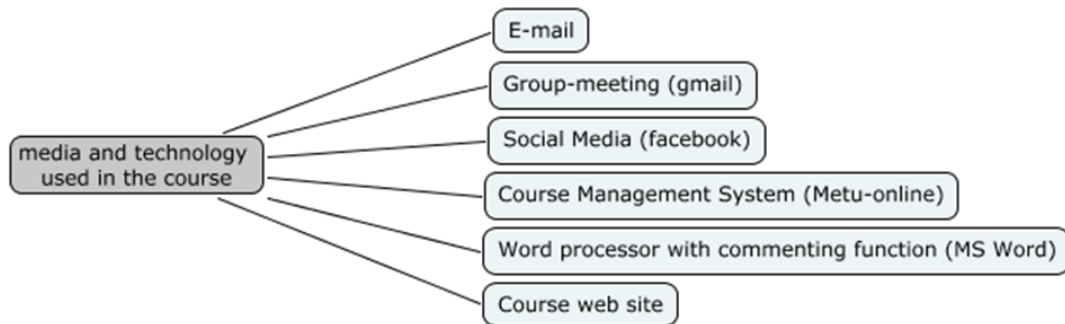 E-mail
Group-meeting (gmail)
Social Media (facebook)
media and technology
used in the course
Course Management System (Metu-online)
Word processor with commenting function (MS Word)
Course web site